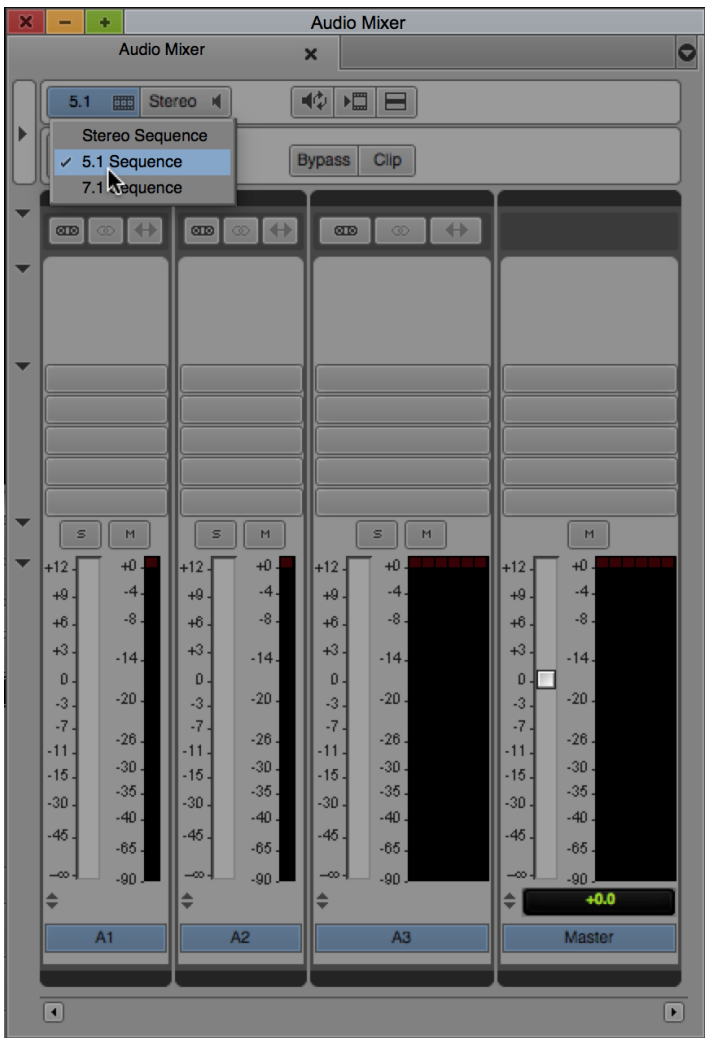 Audio Mixer
Audio Mixer
5.1 Stereo
Stereo Sequence
✓ 5.1 Sequence
7.1 Sequence
Bypass Clip
S M S M S M M
+12 +0 +12 +0 +12 +0 +12 +0
+9 -4 +9 -4 +9 -4 +9 -4
+6 -8 +6 -8 +6 -8 +6 -8
+3 -14 +3 -14 +3 -14 +3 -14
0 0 0 0
-3 -20 -3 -20 -3 -20 -3 -20
-7 -7 -7 -7
-11 -26 -11 -26 -11 -26 -11 -26
-15 -30 -15 -30 -15 -30 -15 -30
-30 -35 -30 -35 -30 -35 -30 -35
-40 -40 -40 -40
-45 -65 -45 -65 -45 -65 -45 -65
-∞ -90 -∞ -90 -∞ -90 -∞ -90
+0.0
A1 A2 A3 Master